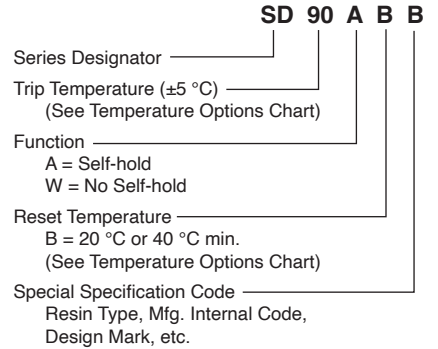 SD 90 A B B
Series Designator
Trip Temperature (±5 °C)
(See Temperature Options Chart)
Function
A = Self-hold
W = No Self-hold
Reset Temperature
B = 20 °C or 40 °C min.
(See Temperature Options Chart)
Special Specification Code
Resin Type, Mfg. Internal Code,
Design Mark, etc.